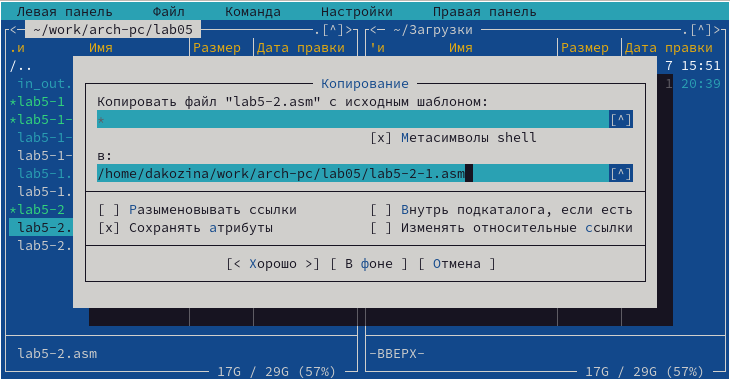 Левая панель Файл Команда Настройки Правая панель
<─ ~/work/arch-pc/lab05 ─.[^]> <─ ~/Загрузки ─.[^]>
.и Имя Размер Дата правки 'и Имя Размер Дата правки
/.. 7 15:51
in_out. 1 20:39
*lab5-1
*lab5-1-
lab5-1-
lab5-1-
lab5-1.
lab5-1.
*lab5-2
lab5-2.
lab5-2.
Копирование
Копировать файл "lab5-2.asm" с исходным шаблоном:
* [^]
[x] Метасимволы shell
в:
/home/dakozina/work/arch-pc/lab05/lab5-2-1.asm [^]
[ ] Разыменовывать ссылки [ ] Внутрь подкаталога, если есть
[x] Сохранять атрибуты [ ] Изменять относительные ссылки
[< Хорошо >] [ В фоне ] [ Отмена ]
lab5-2.asm -ВВЕРХ-
17G / 29G (57%) 17G / 29G (57%)